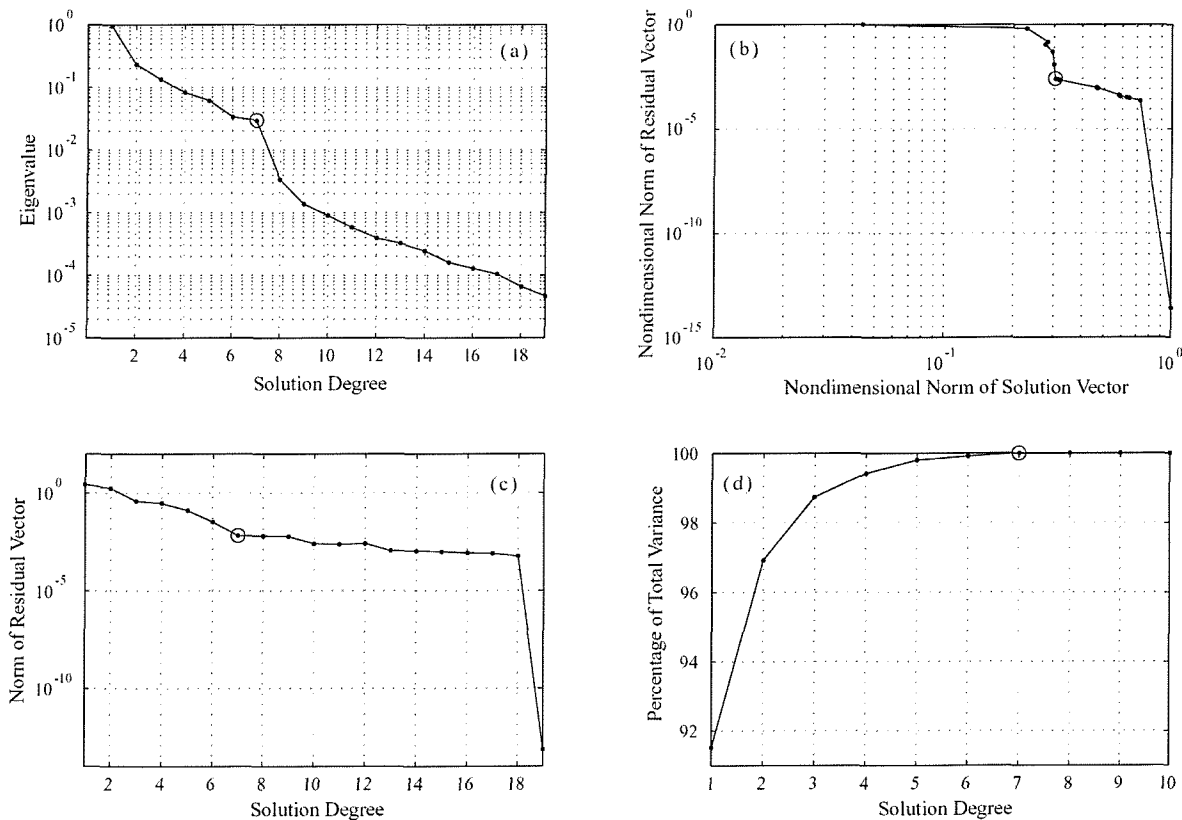 (a)
Eigenvalue
10^0
10^-1
10^-2
10^-3
10^-4
10^-5
2 4 6 8 10 12 14 16 18
Solution Degree
(b)
Nondimensional Norm of Residual Vector
10^0
10^-5
10^-10
10^-15
10^-2 10^-1 10^0
Nondimensional Norm of Solution Vector
(c)
Norm of Residual Vector
10^0
10^-5
10^-10
2 4 6 8 10 12 14 16 18
Solution Degree
(d)
Percentage of Total Variance
100
98
96
94
92
1 2 3 4 5 6 7 8 9 10
Solution Degree